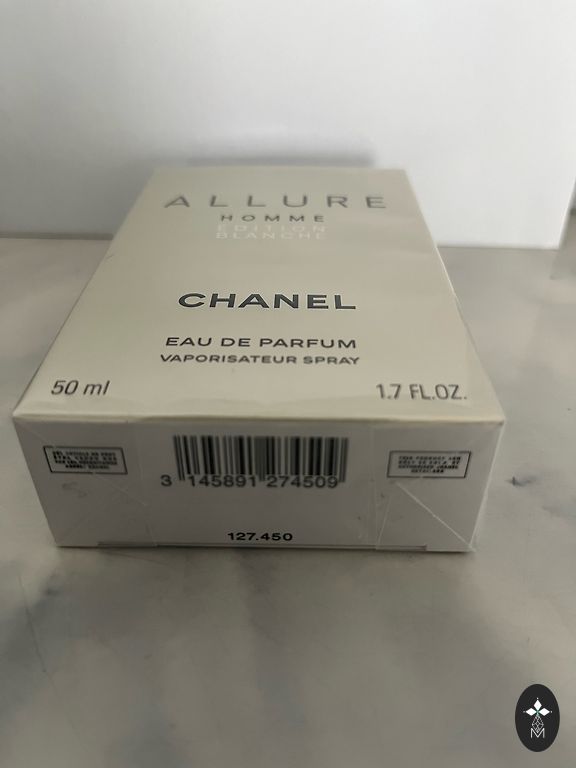 ALLURE
HOMME
ÉDITION
BLANCHE
CHANEL
EAU DE PARFUM
VAPORISATEUR SPRAY
50 ml
1.7 FL.OZ.
3 145891 274509
127.450